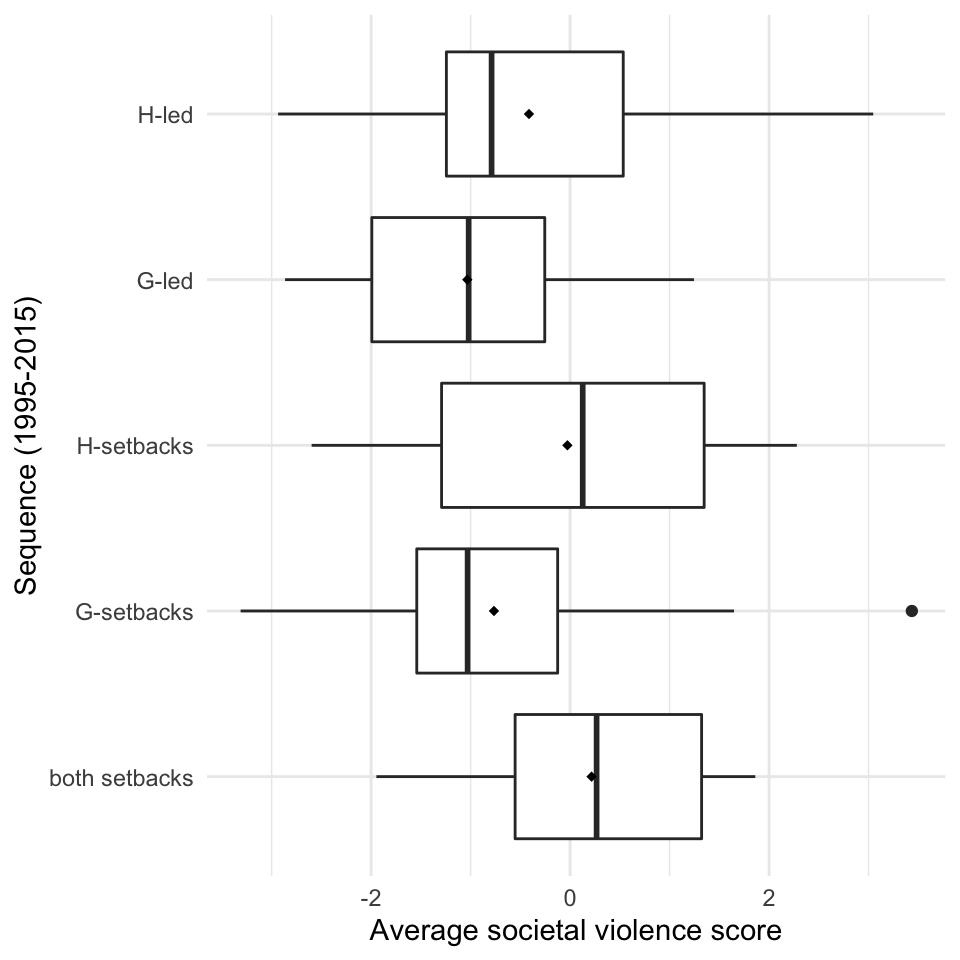 Sequence (1995-2015)
H-led
G-led
H-setbacks
G-setbacks
both setbacks
-2 0 2
Average societal violence score